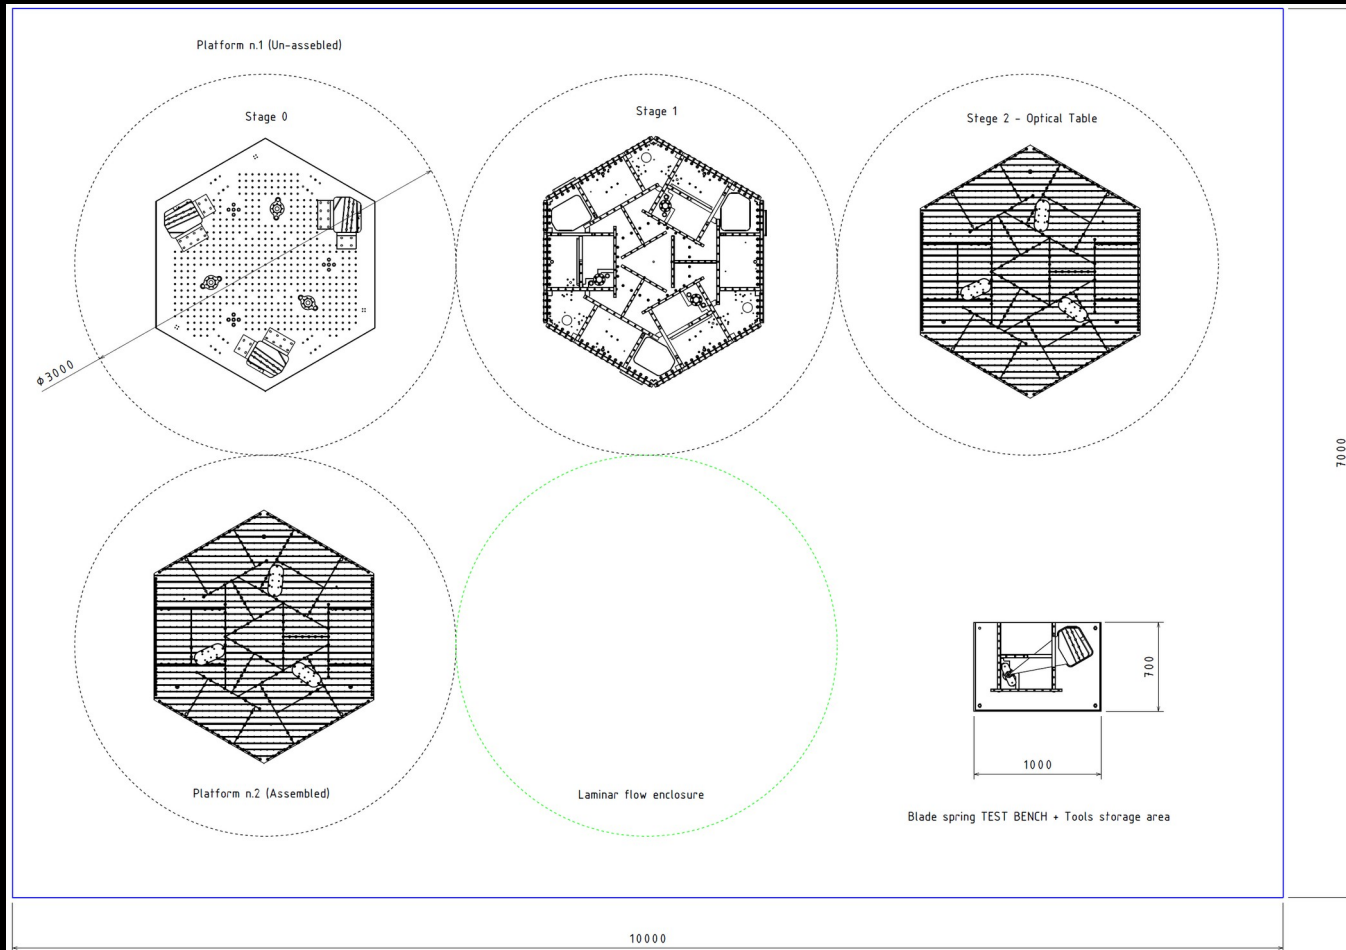 Platform n.1 (Un-assebled)
Stage 0
Stage 1
Stege 2 - Optical Table
Φ3000
7000
700
1000
Platform n.2 (Assembled)
Laminar flow enclosure
Blade spring TEST BENCH + Tools storage area
10000